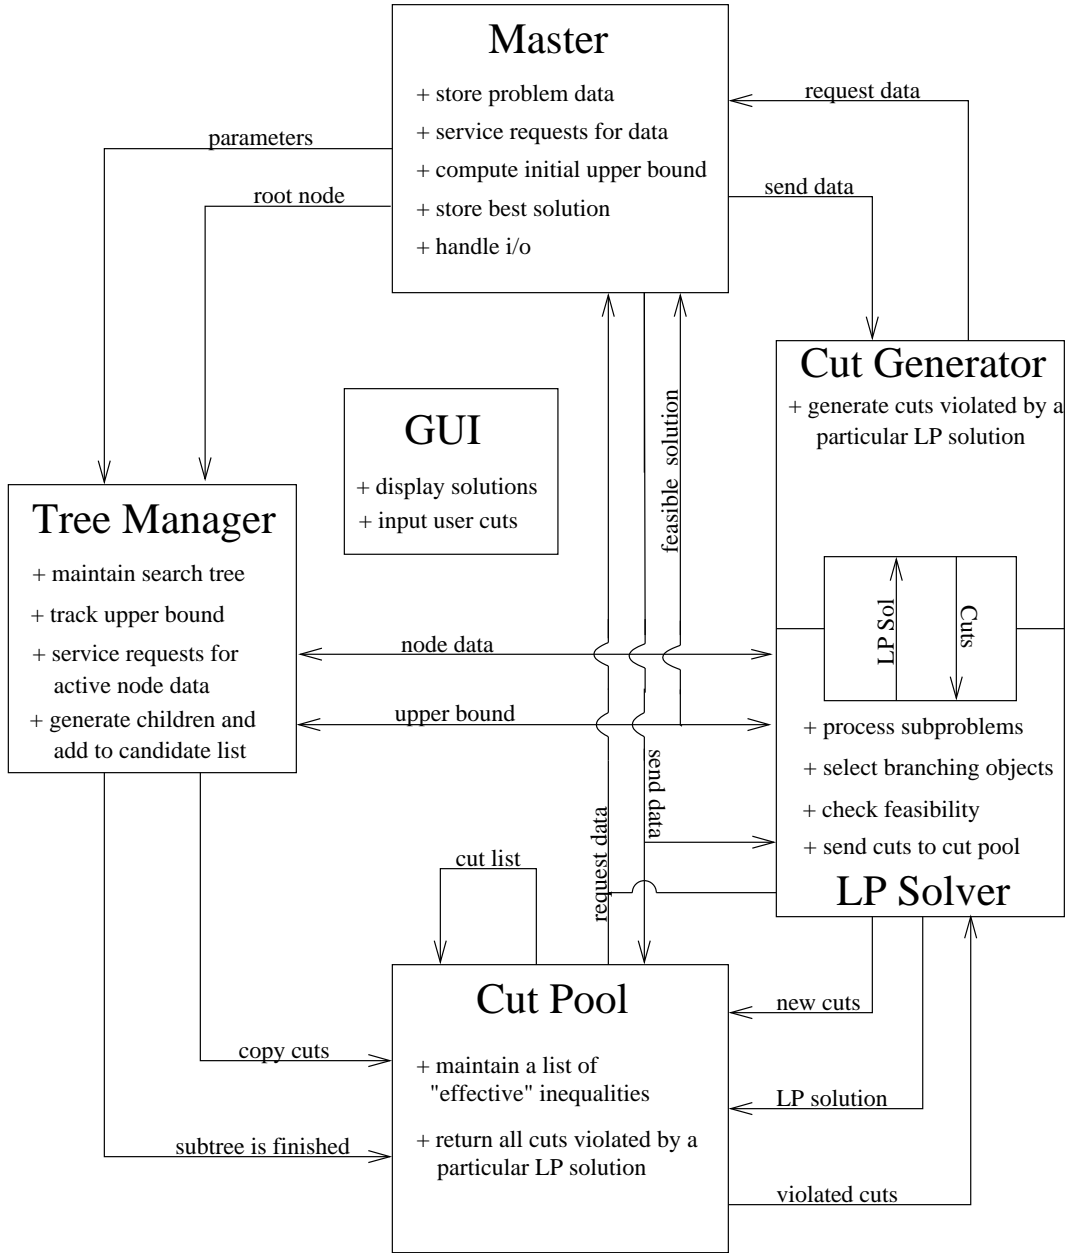 Master
+ store problem data
+ service requests for data
+ compute initial upper bound
+ store best solution
+ handle i/o
request data
send data
parameters
root node
Cut Generator
+ generate cuts violated by a
particular LP solution
GUI
+ display solutions
+ input user cuts
feasible solution
Tree Manager
+ maintain search tree
+ track upper bound
+ service requests for
active node data
+ generate children and
add to candidate list
node data
upper bound
LP Sol
Cuts
+ process subproblems
+ select branching objects
+ check feasibility
+ send cuts to cut pool
LP Solver
send data
request data
cut list
Cut Pool
+ maintain a list of
"effective" inequalities
+ return all cuts violated by a
particular LP solution
copy cuts
subtree is finished
new cuts
LP solution
violated cuts